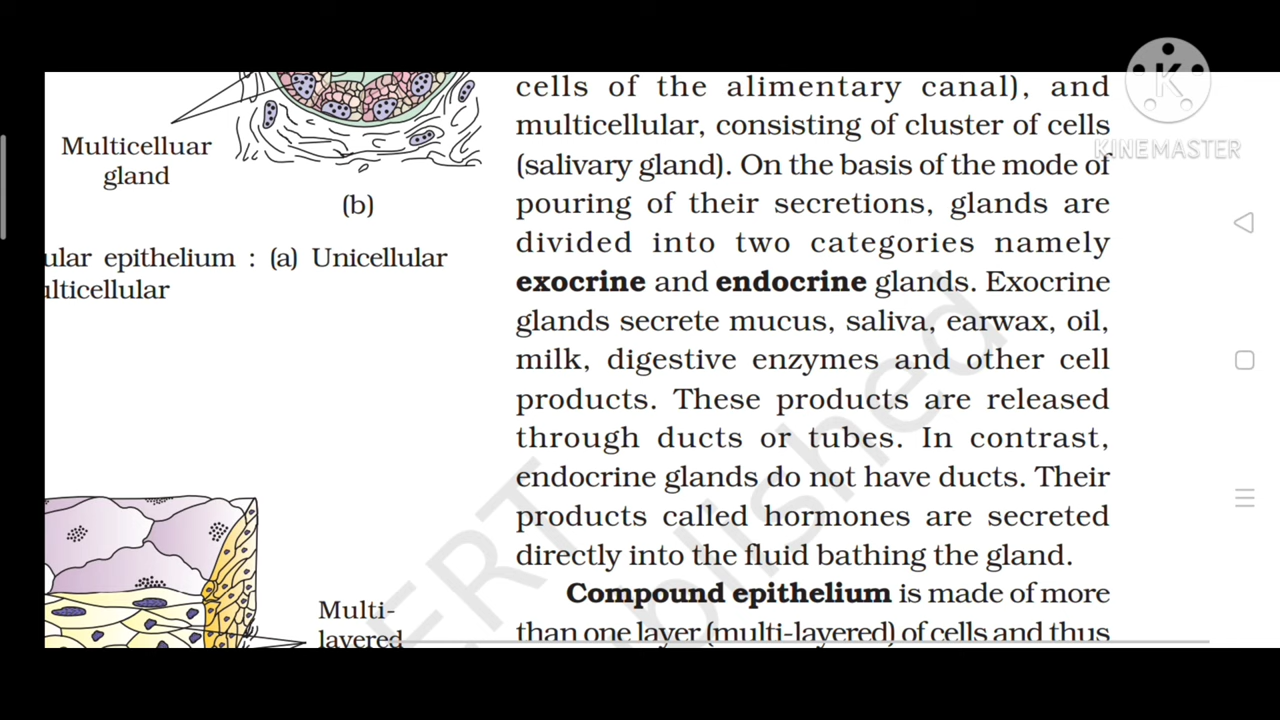 Multicelluar
gland
(b)
ular epithelium : (a) Unicellular
ulticellular
Multi-
layered
cells of the alimentary canal), and
multicellular, consisting of cluster of cells
(salivary gland). On the basis of the mode of
pouring of their secretions, glands are
divided into two categories namely
exocrine and endocrine glands. Exocrine
glands secrete mucus, saliva, earwax, oil,
milk, digestive enzymes and other cell
products. These products are released
through ducts or tubes. In contrast,
endocrine glands do not have ducts. Their
products called hormones are secreted
directly into the fluid bathing the gland.
Compound epithelium is made of more
than one layer (multi-layered) of cells and thus
K
KINEMASTER
ERT
blished